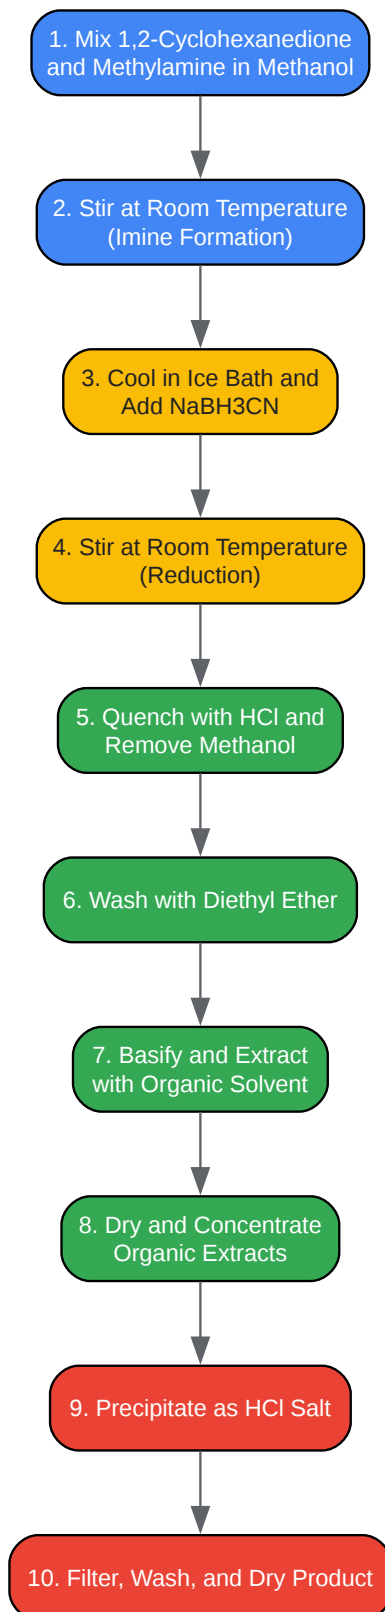 1. Mix 1,2-Cyclohexanedione
and Methylamine in Methanol
2. Stir at Room Temperature
(Imine Formation)
3. Cool in Ice Bath and
Add NaBH3CN
4. Stir at Room Temperature
(Reduction)
5. Quench with HCl and
Remove Methanol
6. Wash with Diethyl Ether
7. Basify and Extract
with Organic Solvent
8. Dry and Concentrate
Organic Extracts
9. Precipitate as HCl Salt
10. Filter, Wash, and Dry Product